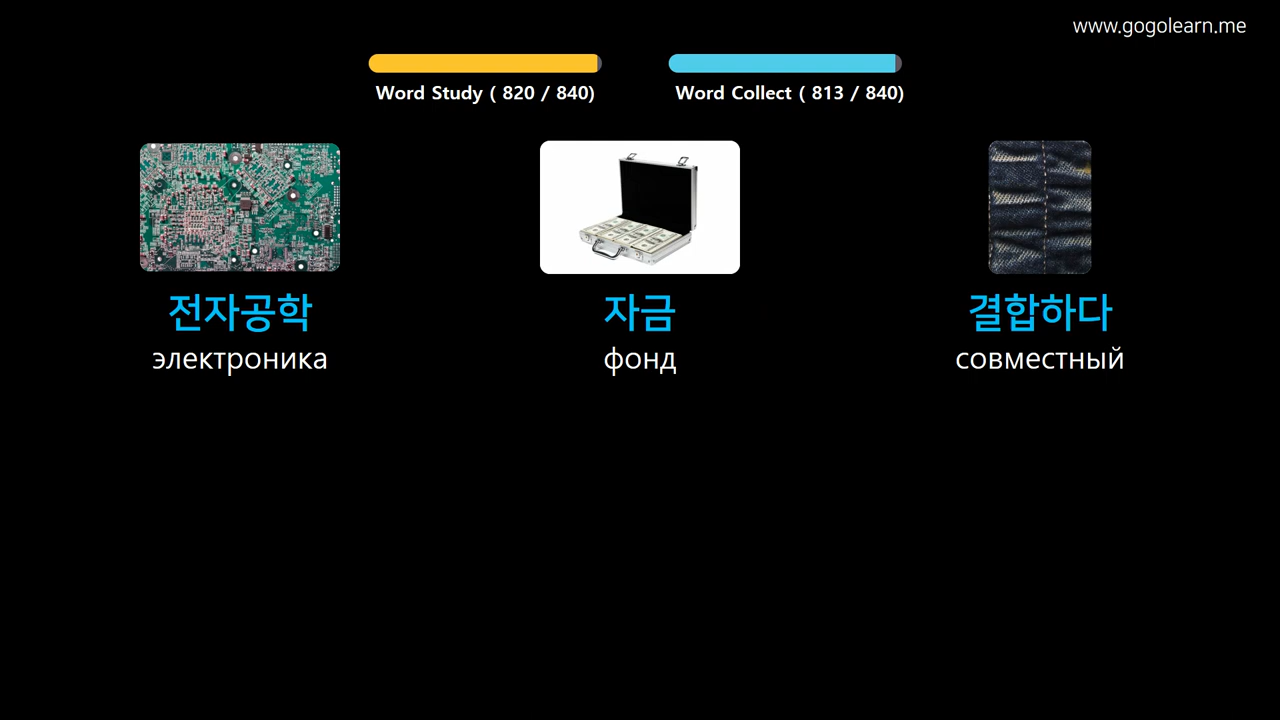 www.gogolearn.me
Word Study ( 820 / 840)
Word Collect ( 813 / 840)
전자공학
электроника
자금
фонд
결합하다
совместный